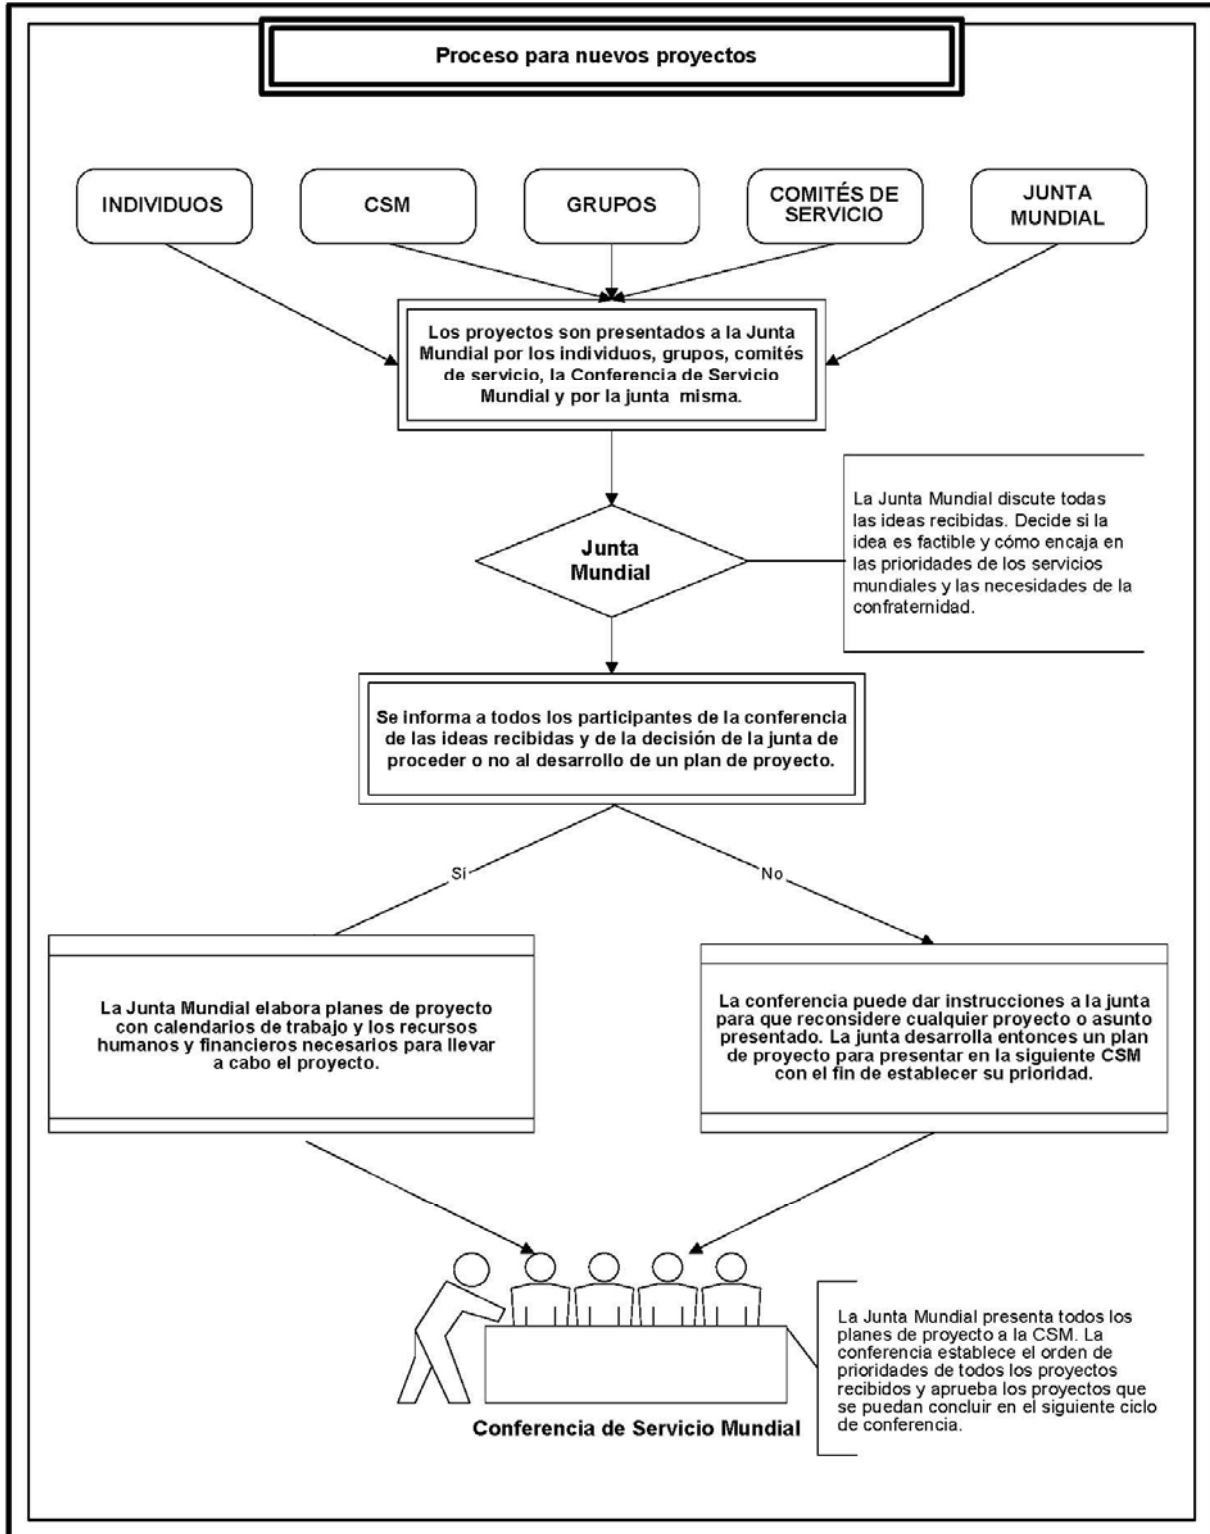 Proceso para nuevos proyectos
INDIVIDUOS
CSM
GRUPOS
COMITÉS DE
SERVICIO
JUNTA
MUNDIAL
Los proyectos son presentados a la Junta
Mundial por los individuos, grupos, comités
de servicio, la Conferencia de Servicio
Mundial y por la junta misma.
Junta
Mundial
La Junta Mundial discute todas
las ideas recibidas. Decide si la
idea es factible y cómo encaja en
las prioridades de los servicios
mundiales y las necesidades de la
confraternidad.
Se informa a todos los participantes de la conferencia
de las ideas recibidas y de la decisión de la junta de
proceder o no al desarrollo de un plan de proyecto.
Sí
No
La Junta Mundial elabora planes de proyecto
con calendarios de trabajo y los recursos
humanos y financieros necesarios para llevar
a cabo el proyecto.
La conferencia puede dar instrucciones a la junta
para que reconsidere cualquier proyecto o asunto
presentado. La junta desarrolla entonces un plan
de proyecto para presentar en la siguiente CSM
con el fin de establecer su prioridad.
La Junta Mundial presenta todos los
planes de proyecto a la CSM. La
conferencia establece el orden de
prioridades de todos los proyectos
recibidos y aprueba los proyectos que
se puedan concluir en el siguiente ciclo
de conferencia.
Conferencia de Servicio Mundial